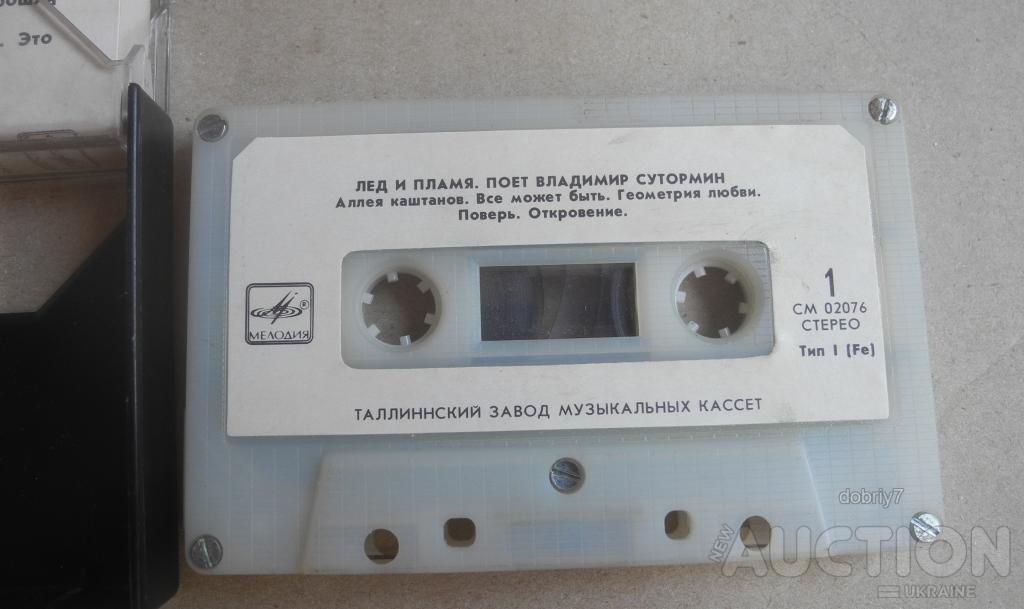 . Это
ЛЕД И ПЛАМЯ. ПОЕТ ВЛАДИМИР СУТОРМИН
Аллея каштанов. Все может быть. Геометрия любви.
Поверь. Откровение.
® МЕЛОДИЯ
1
СМ 02076
СТЕРЕО
Тип I (Fe)
ТАЛЛИННСКИЙ ЗАВОД МУЗЫКАЛЬНЫХ КАССЕТ
dobriy7
NEW AUCTION
UKRAINE